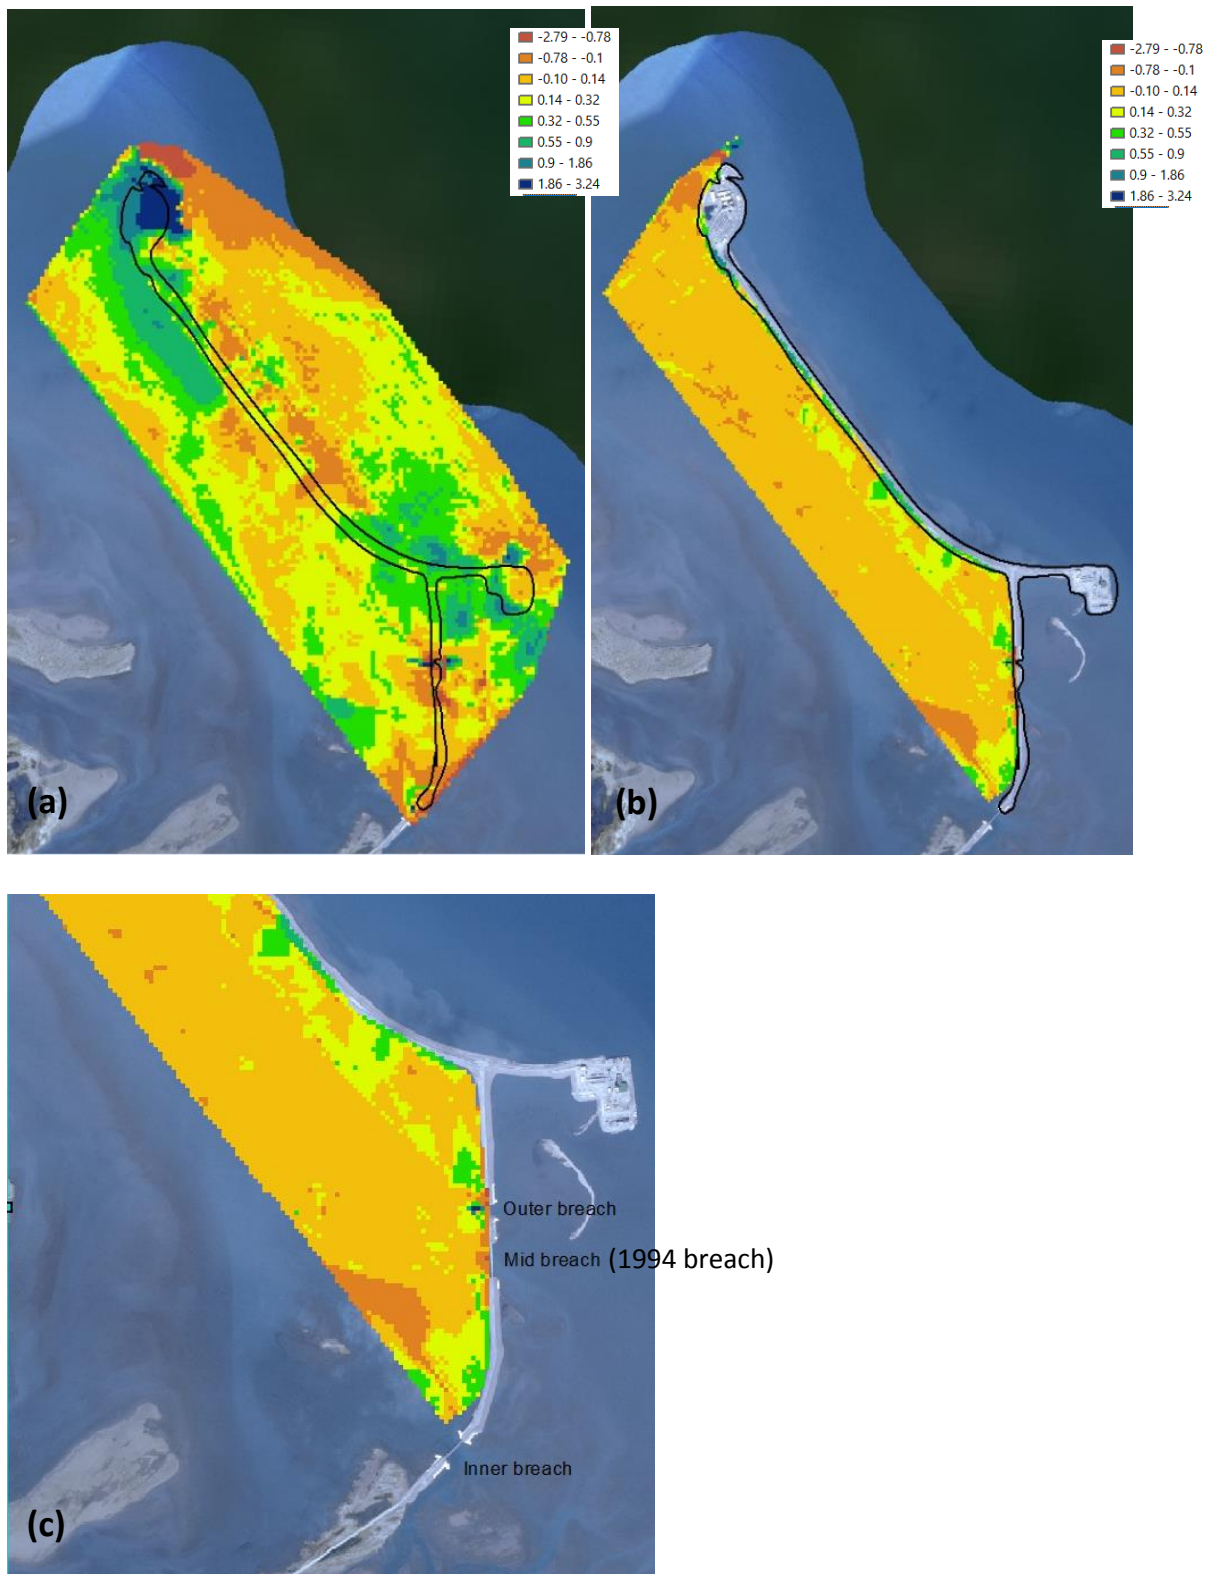 -2.79 - -0.78
-0.78 - -0.1
-0.10 - 0.14
0.14 - 0.32
0.32 - 0.55
0.55 - 0.9
0.9 - 1.86
1.86 - 3.24
(a)
-2.79 - -0.78
-0.78 - -0.1
-0.10 - 0.14
0.14 - 0.32
0.32 - 0.55
0.55 - 0.9
0.9 - 1.86
1.86 - 3.24
(b)
Outer breach
Mid breach (1994 breach)
Inner breach
(c)